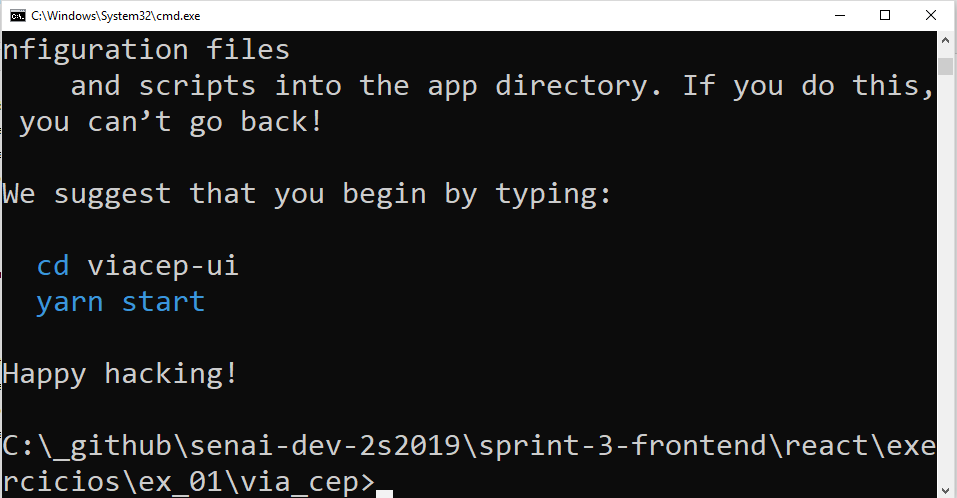 C:\Windows\System32\cmd.exe
nfiguration files
and scripts into the app directory. If you do this,
you can’t go back!
We suggest that you begin by typing:
cd viacep-ui
yarn start
Happy hacking!
C:\_github\senai-dev-2s2019\sprint-3-frontend\react\exe
rcicios\ex_01\via_cep>